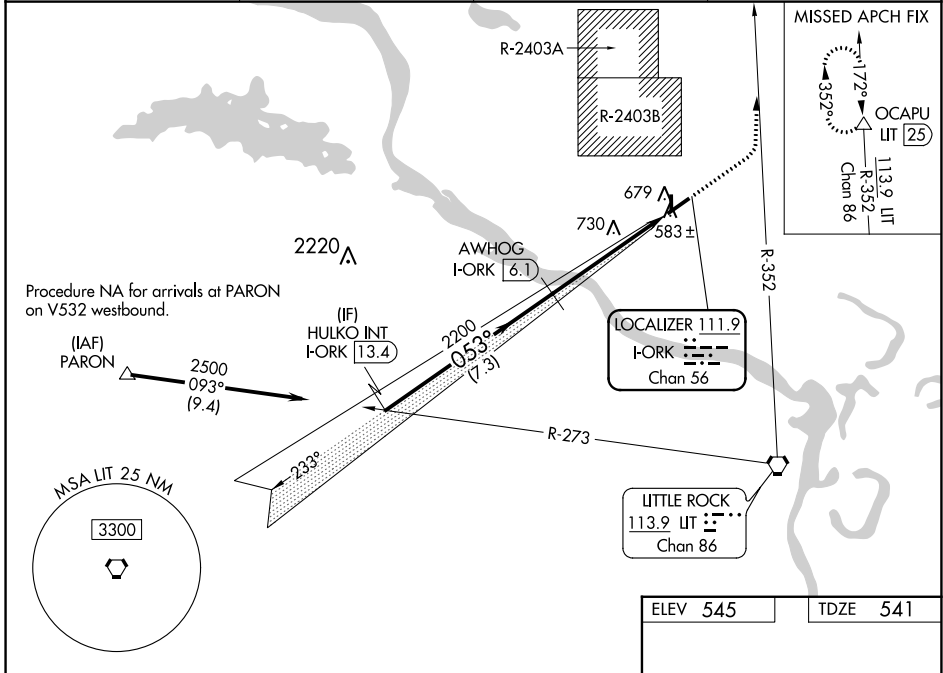 R-2403A
R-2403B
MISSED APCH FIX
172°
352°
OCAPU
LIT 25
113.9 LIT
R-352
Chan 86
679
730
583 ±
2220
AWHOG
I-ORK 6.1
Procedure NA for arrivals at PARON
on V532 westbound.
(IAF)
PARON
2500
093°
(9.4)
(IF)
HULKO INT
I-ORK 13.4
2200
053°
(7.3)
233°
R-352
LOCALIZER 111.9
I-ORK
Chan 56
R-273
LITTLE ROCK
113.9 LIT
Chan 86
MSA LIT 25 NM
3300
ELEV 545
TDZE 541